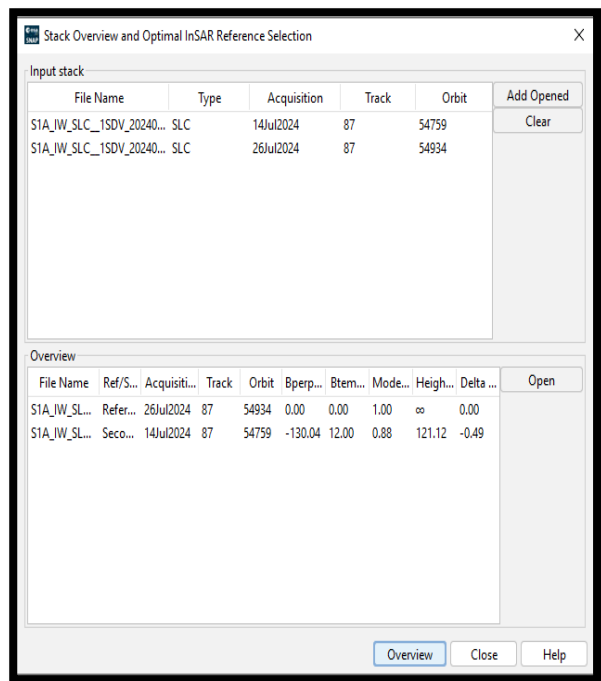 Stack Overview and Optimal InSAR Reference Selection
Input stack
File Name Type Acquisition Track Orbit Add Opened
S1A_IW_SLC__1SDV_20240... SLC 14Jul2024 87 54759 Clear
S1A_IW_SLC__1SDV_20240... SLC 26Jul2024 87 54934
Overview
File Name Ref/S... Acquisiti... Track Orbit Bperp... Btem... Mode... Heigh... Delta ... Open
S1A_IW_SL... Refer... 26Jul2024 87 54934 0.00 0.00 1.00 ∞ 0.00
S1A_IW_SL... Seco... 14Jul2024 87 54759 -130.04 12.00 0.88 121.12 -0.49
Overview Close Help